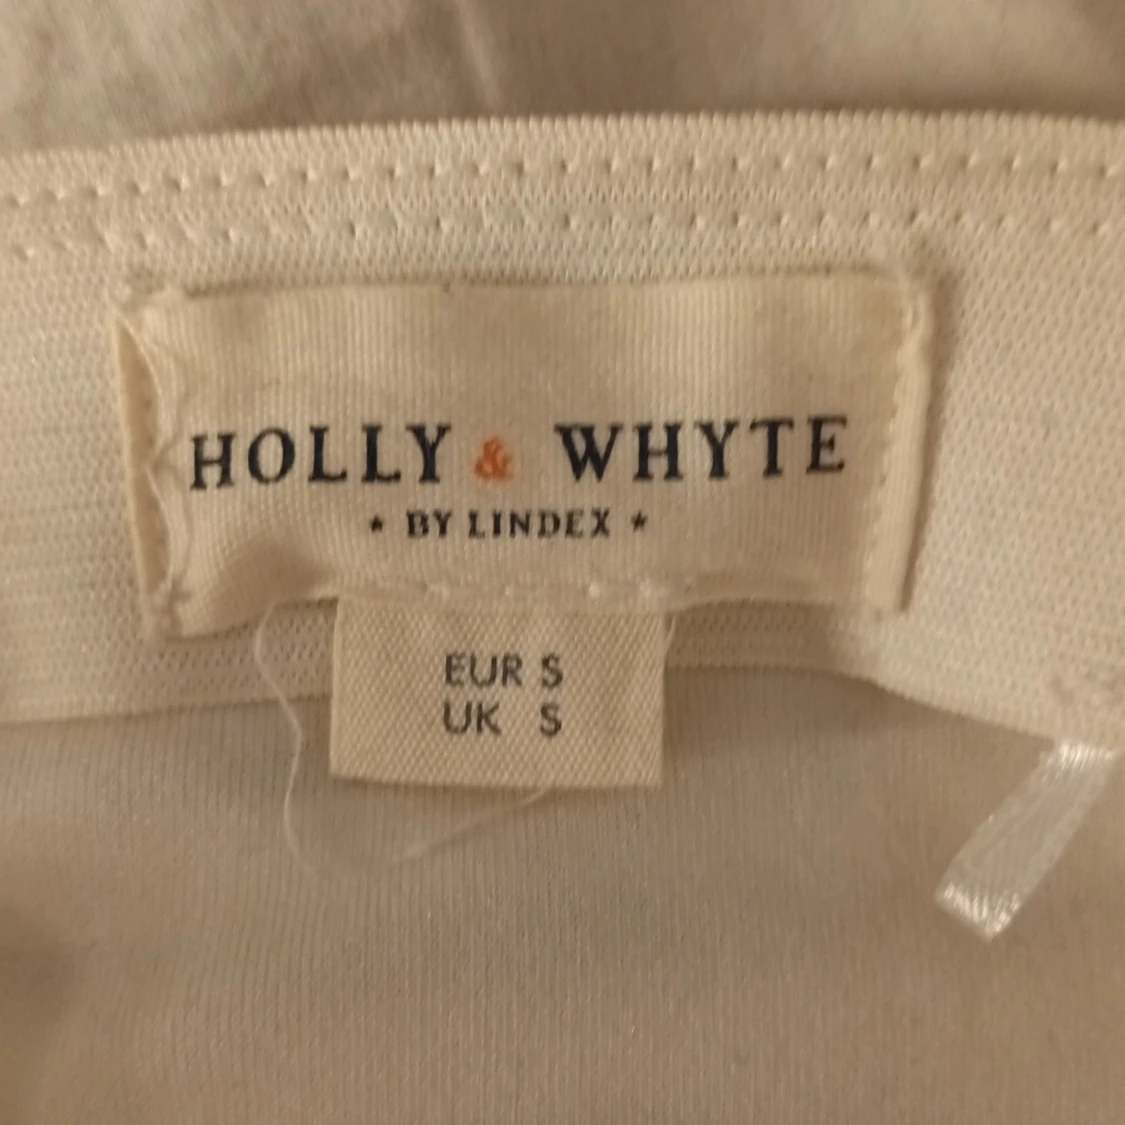 HOLLY & WHYTE
* BY LINDEX *
EUR S
UK S